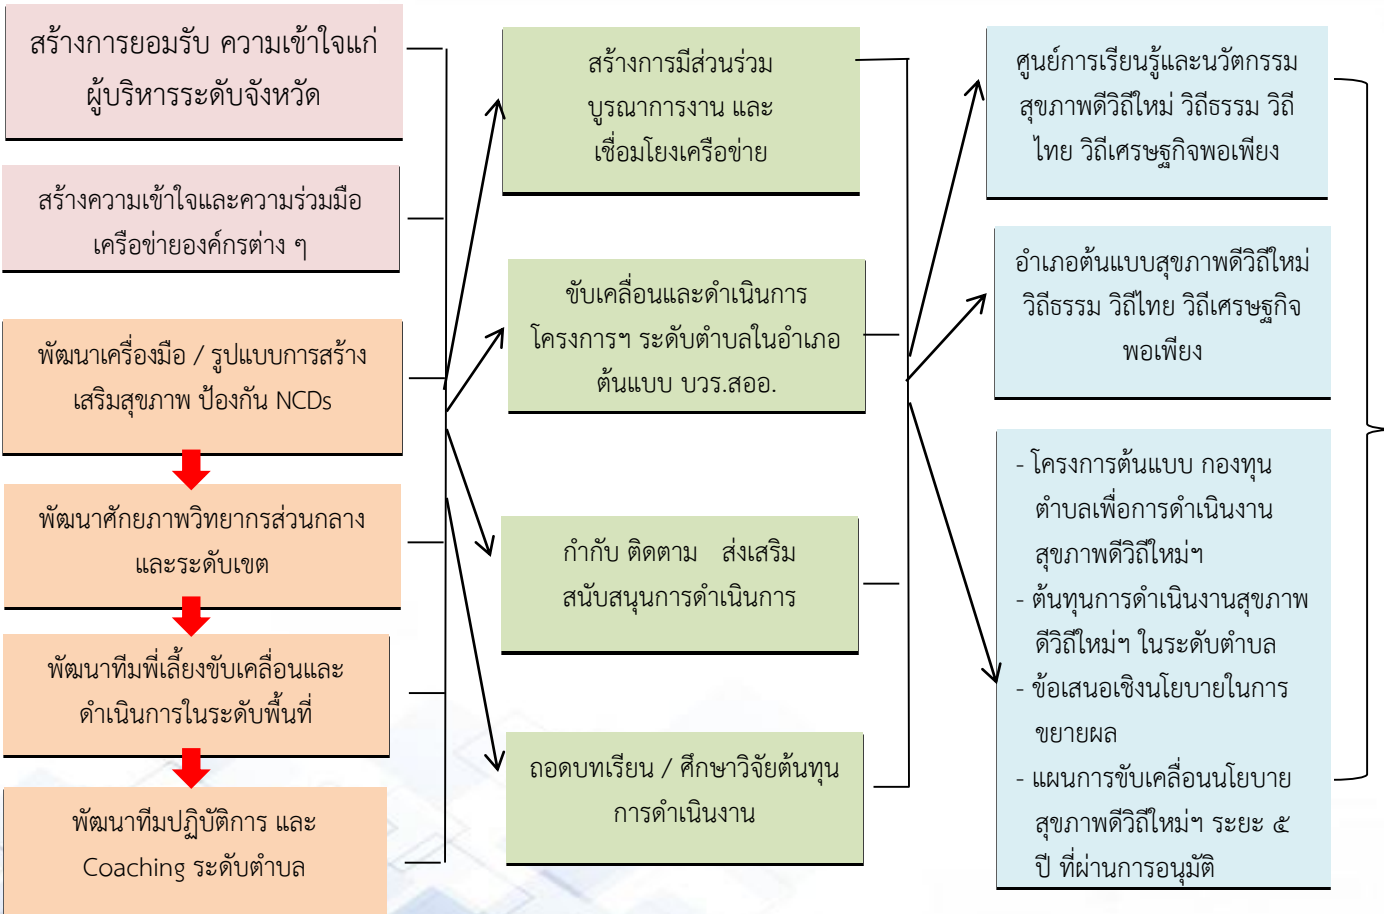 สร้างการยอมรับ ความเข้าใจแก่
ผู้บริหารระดับจังหวัด
สร้างความเข้าใจและความร่วมมือ
เครือข่ายองค์กรต่าง ๆ
พัฒนาเครื่องมือ / รูปแบบการสร้าง
เสริมสุขภาพ ป้องกัน NCDs
พัฒนาศักยภาพวิทยากรส่วนกลาง
และระดับเขต
พัฒนาทีมพี่เลี้ยงขับเคลื่อนและ
ดำเนินการในระดับพื้นที่
พัฒนาทีมปฏิบัติการ และ
Coaching ระดับตำบล
สร้างการมีส่วนร่วม
บูรณาการงาน และ
เชื่อมโยงเครือข่าย
ขับเคลื่อนและดำเนินการ
โครงการฯ ระดับตำบลในอำเภอ
ต้นแบบ บวร.สออ.
กำกับ ติดตาม ส่งเสริม
สนับสนุนการดำเนินการ
ถอดบทเรียน / ศึกษาวิจัยต้นทุน
การดำเนินงาน
ศูนย์การเรียนรู้และนวัตกรรม
สุขภาพดีวิถีใหม่ วิถีธรรม วิถี
ไทย วิถีเศรษฐกิจพอเพียง
อำเภอต้นแบบสุขภาพดีวิถีใหม่
วิถีธรรม วิถีไทย วิถีเศรษฐกิจ
พอเพียง
- โครงการต้นแบบ กองทุน
ตำบลเพื่อการดำเนินงาน
สุขภาพดีวิถีใหม่ฯ
- ต้นทุนการดำเนินงานสุขภาพ
ดีวิถีใหม่ฯ ในระดับตำบล
- ข้อเสนอเชิงนโยบายในการ
ขยายผล
- แผนการขับเคลื่อนนโยบาย
สุขภาพดีวิถีใหม่ฯ ระยะ ๕
ปี ที่ผ่านการอนุมัติ